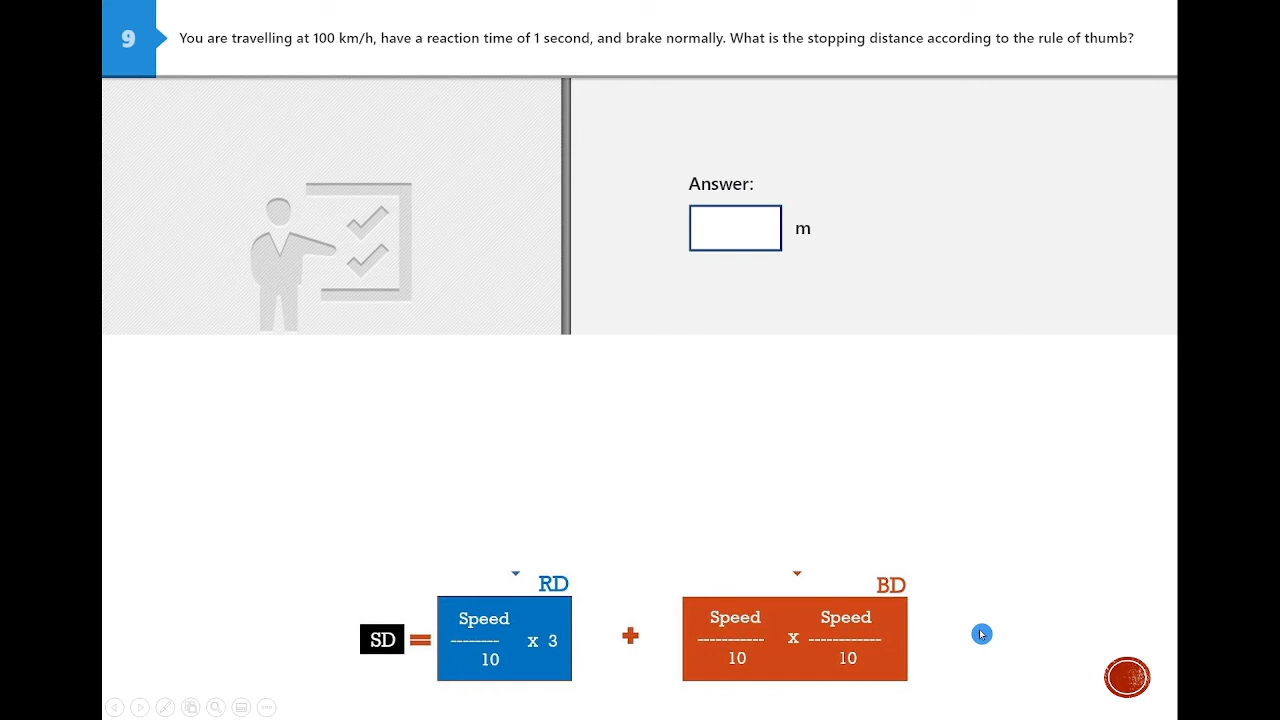 9
You are travelling at 100 km/h, have a reaction time of 1 second, and brake normally. What is the stopping distance according to the rule of thumb?
Answer:
m
RD
BD
SD = Speed
--------
10
x 3
+
Speed
-----------
10
x
Speed
------------
10